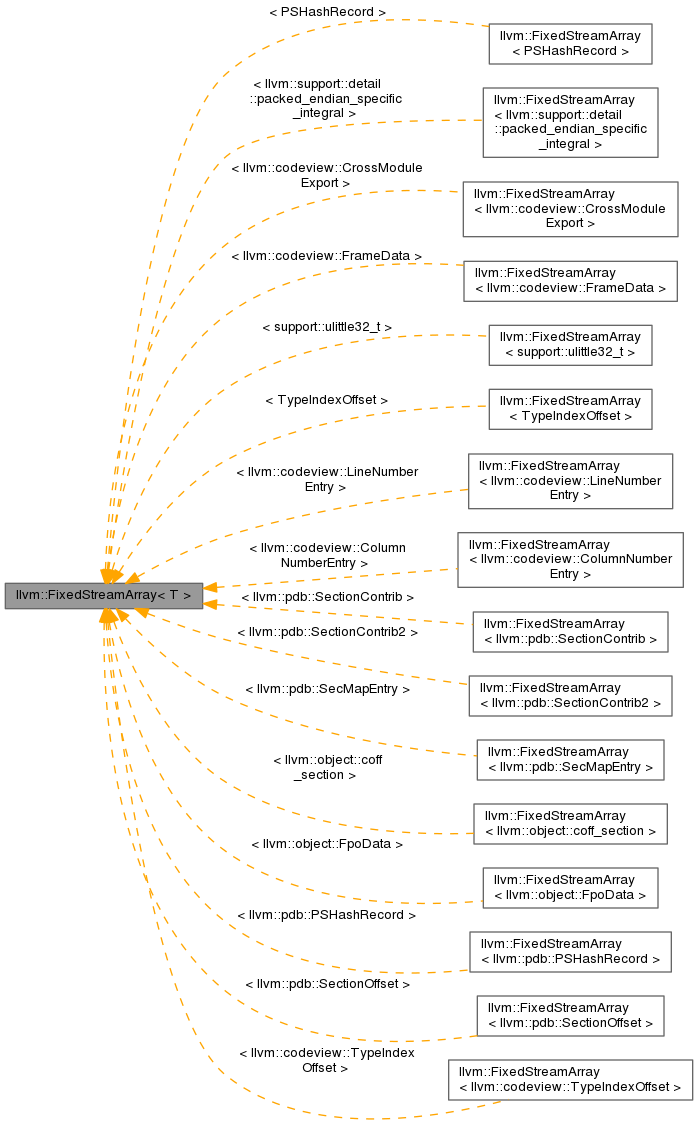 < PSHashRecord >
llvm::FixedStreamArray
< PSHashRecord >
< llvm::support::detail
::packed_endian_specific
_integral >
llvm::FixedStreamArray
< llvm::support::detail
::packed_endian_specific
_integral >
< llvm::codeview::CrossModule
Export >
llvm::FixedStreamArray
< llvm::codeview::CrossModule
Export >
< llvm::codeview::FrameData >
llvm::FixedStreamArray
< llvm::codeview::FrameData >
< support::ulittle32_t >
llvm::FixedStreamArray
< support::ulittle32_t >
< TypeIndexOffset >
llvm::FixedStreamArray
< TypeIndexOffset >
< llvm::codeview::LineNumber
Entry >
llvm::FixedStreamArray
< llvm::codeview::LineNumber
Entry >
< llvm::codeview::Column
NumberEntry >
llvm::FixedStreamArray
< llvm::codeview::ColumnNumber
Entry >
llvm::FixedStreamArray< T >
< llvm::pdb::SectionContrib >
llvm::FixedStreamArray
< llvm::pdb::SectionContrib >
< llvm::pdb::SectionContrib2 >
llvm::FixedStreamArray
< llvm::pdb::SectionContrib2 >
< llvm::pdb::SecMapEntry >
llvm::FixedStreamArray
< llvm::pdb::SecMapEntry >
< llvm::object::coff
_section >
llvm::FixedStreamArray
< llvm::object::coff_section >
< llvm::object::FpoData >
llvm::FixedStreamArray
< llvm::object::FpoData >
< llvm::pdb::PSHashRecord >
llvm::FixedStreamArray
< llvm::pdb::PSHashRecord >
< llvm::pdb::SectionOffset >
llvm::FixedStreamArray
< llvm::pdb::SectionOffset >
< llvm::codeview::TypeIndex
Offset >
llvm::FixedStreamArray
< llvm::codeview::TypeIndexOffset >